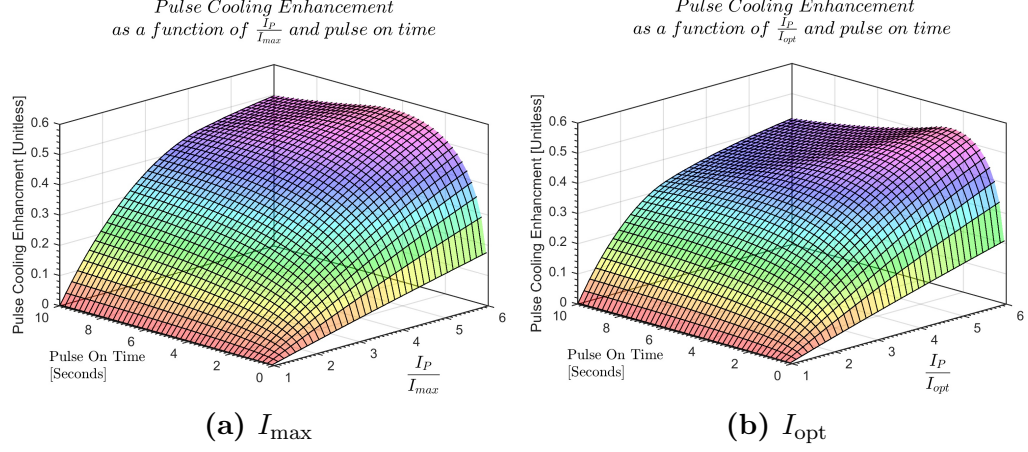 Pulse Cooling Enhancement
as a function of I_P/I_max and pulse on time
Pulse Cooling Enhancment [Unitless]
0.6
0.5
0.4
0.3
0.2
0.1
0
10
8
6
4
2
0
Pulse On Time
[Seconds]
1
2
3
4
5
6
I_P/I_max
(a) I_max
Pulse Cooling Enhancement
as a function of I_P/I_opt and pulse on time
Pulse Cooling Enhancment [Unitless]
0.6
0.5
0.4
0.3
0.2
0.1
0
10
8
6
4
2
0
Pulse On Time
[Seconds]
1
2
3
4
5
6
I_P/I_opt
(b) I_opt